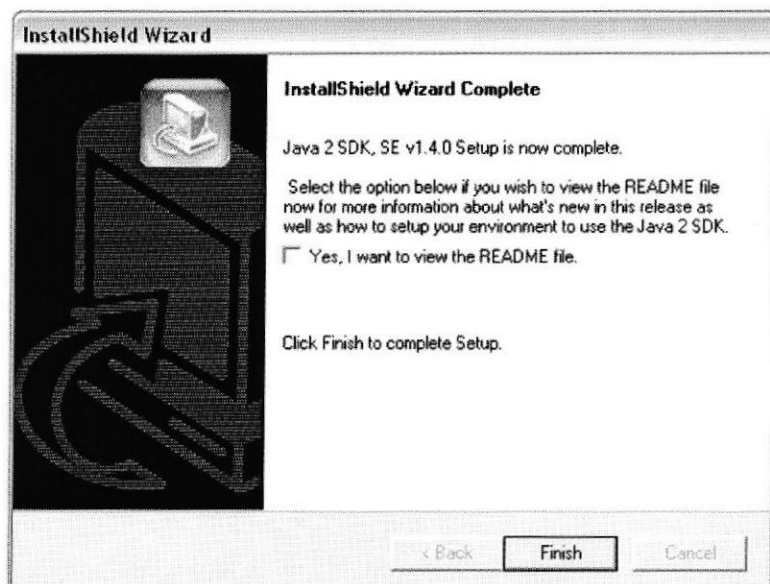 InstallShield Wizard
InstallShield Wizard Complete
Java 2 SDK, SE v1.4.0 Setup is now complete.
Select the option below if you wish to view the README file
now for more information about what's new in this release as
well as how to setup your environment to use the Java 2 SDK.
Yes, I want to view the README file.
Click Finish to complete Setup.
< Back Finish Cancel